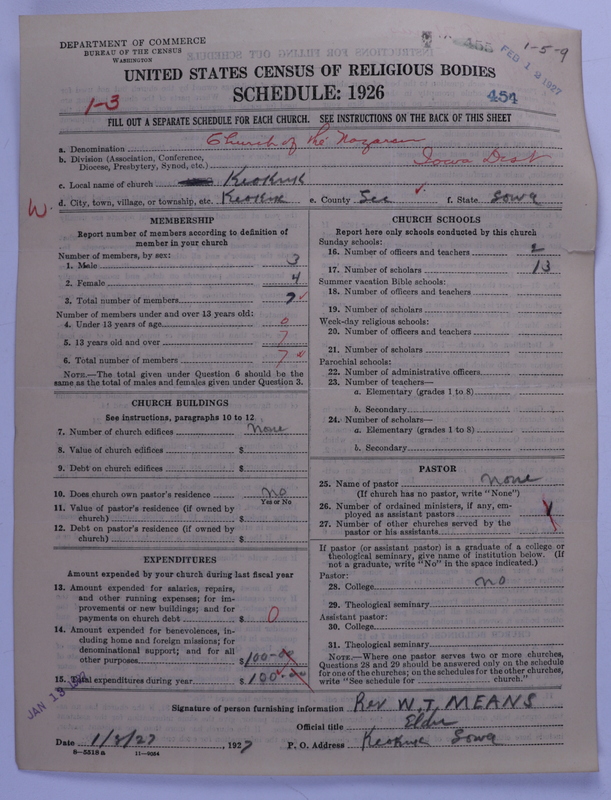 DEPARTMENT OF COMMERCE
BUREAU OF THE CENSUS
WASHINGTON
455
FEB 12 1927
1-5-9
UNITED STATES CENSUS OF RELIGIOUS BODIES
SCHEDULE: 1926
1-3
454
FILL OUT A SEPARATE SCHEDULE FOR EACH CHURCH. SEE INSTRUCTIONS ON THE BACK OF THIS SHEET
a. Denomination Church of the Nazaren
b. Division (Association, Conference,
Diocese, Presbytery, Synod, etc.) Iowa Dist
c. Local name of church Keokuk
W.
d. City, town, village, or township, etc. Keokuk e. County See f. State Iowa
MEMBERSHIP
Report number of members according to definition of
member in your church
Number of members, by sex:
1. Male 3
2. Female 4
3. Total number of members 7
Number of members under and over 13 years old:
4. Under 13 years of age 0
5. 13 years old and over 7
6. Total number of members 7
NOTE.—The total given under Question 6 should be the
same as the total of males and females given under Question 3.
CHURCH BUILDINGS
See instructions, paragraphs 10 to 12
7. Number of church edifices None
8. Value of church edifices $
9. Debt on church edifices $
10. Does church own pastor's residence No
Yes or No
11. Value of pastor's residence (if owned by
church) $
12. Debt on pastor's residence (if owned by
church) $
EXPENDITURES
Amount expended by your church during last fiscal year
13. Amount expended for salaries, repairs,
and other running expenses; for im-
provements or new buildings; and for
payments on church debt $ 0
14. Amount expended for benevolences, in-
cluding home and foreign missions; for
denominational support; and for all
other purposes $ 100-00
15. Total expenditures during year $ 100.00
CHURCH SCHOOLS
Report here only schools conducted by this church
Sunday schools:
16. Number of officers and teachers 2
17. Number of scholars 13
Summer vacation Bible schools:
18. Number of officers and teachers
19. Number of scholars
Week-day religious schools:
20. Number of officers and teachers
21. Number of scholars
Parochial schools:
22. Number of administrative officers
23. Number of teachers—
a. Elementary (grades 1 to 8)
b. Secondary
24. Number of scholars—
a. Elementary (grades 1 to 8)
b. Secondary
PASTOR
25. Name of pastor None
(If church has no pastor, write "None")
26. Number of ordained ministers, if any, em-
ployed as assistant pastors
27. Number of other churches served by the
pastor or his assistants
If pastor (or assistant pastor) is a graduate of a college or
theological seminary, give name of institution below. (If
not a graduate, write "No" in the space indicated.)
Pastor:
28. College no
29. Theological seminary
Assistant pastor:
30. College
31. Theological seminary
NOTE.—Where one pastor serves two or more churches,
Questions 28 and 29 should be answered only on the schedule
for one of the churches; on the schedules for the other churches,
write "See schedule for church."
Signature of person furnishing information Rev W. T. MEANS
Official title Elder
Date 1/8/27, 1927 P. O. Address Keokuk Iowa
8-5518a 11-9024